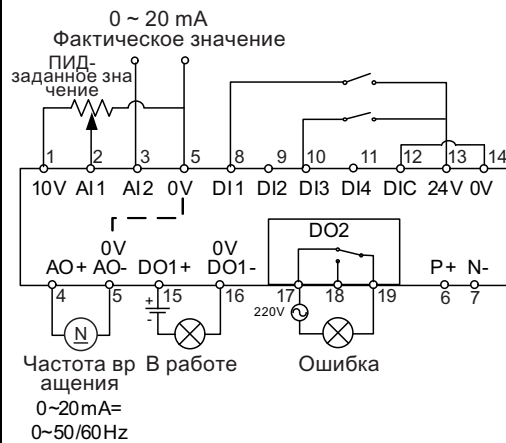 0 ~ 20 mA
Фактическое значение
ПИД-
заданное зна
чение
1 2 3 5 8 9 10 11 12 13 14
10V AI1 AI2 0V DI1 DI2 DI3 DI4 DIC 24V 0V
0V 0V DO2
AO+ AO- DO1+ DO1- P+ N-
4 5 15 16 17 18 19 6 7
+
-
220V
N
Частота вр
ащения
В работе
Ошибка
0~20mA=
0~50/60Hz